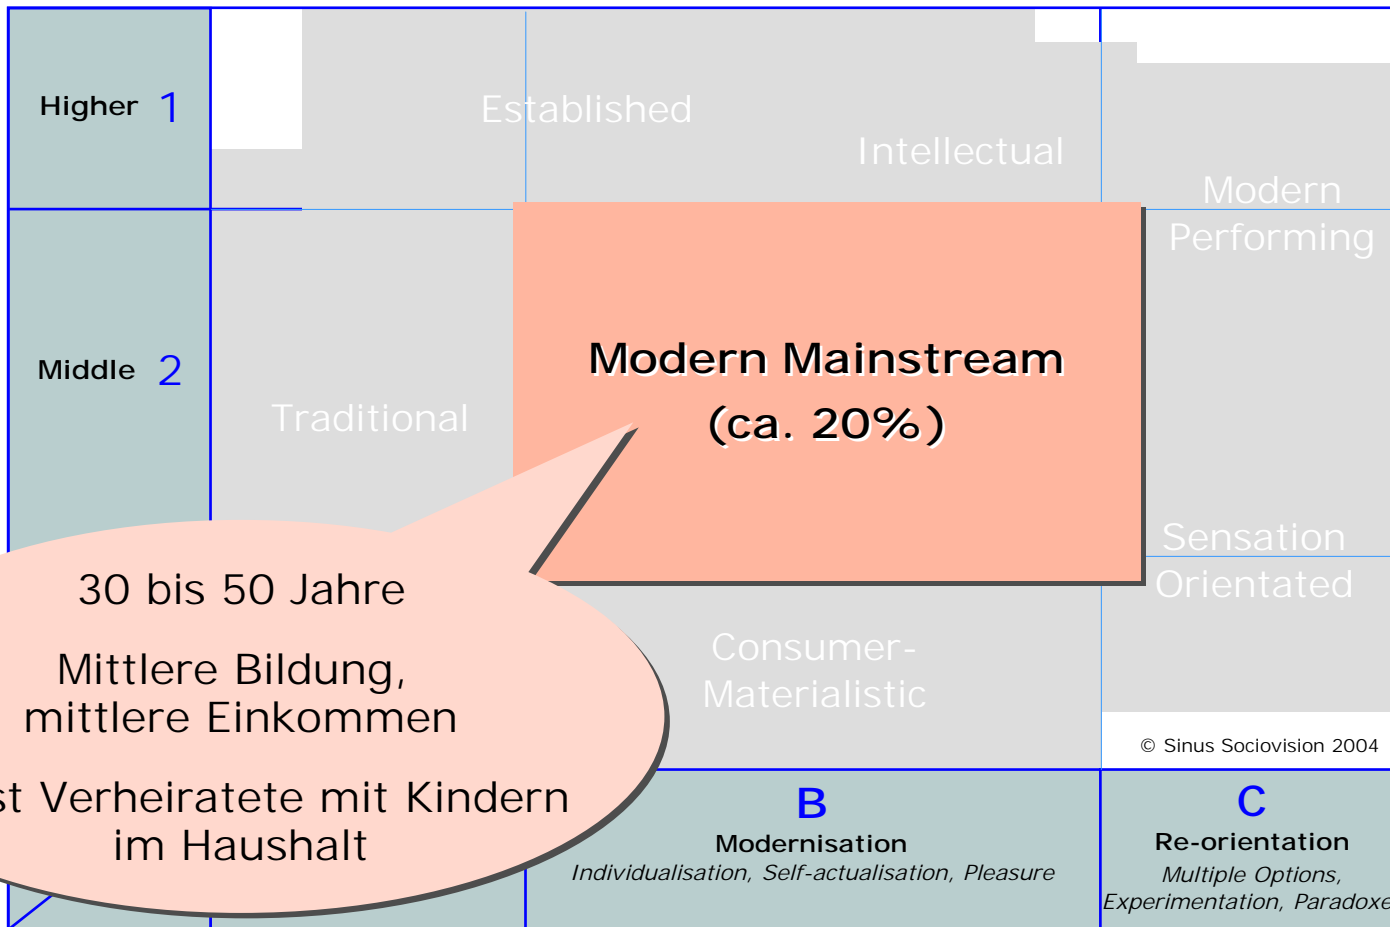 Higher 1
Established
Intellectual
Modern
Performing
Middle 2
Modern Mainstream
(ca. 20%)
Traditional
Sensation
Orientated
30 bis 50 Jahre
Mittlere Bildung,
mittlere Einkommen
Verheiratete mit Kindern
im Haushalt
Consumer-
Materialistic
© Sinus Sociovision 2004
B
Modernisation
Individualisation, Self-actualisation, Pleasure
C
Re-orientation
Multiple Options,
Experimentation,